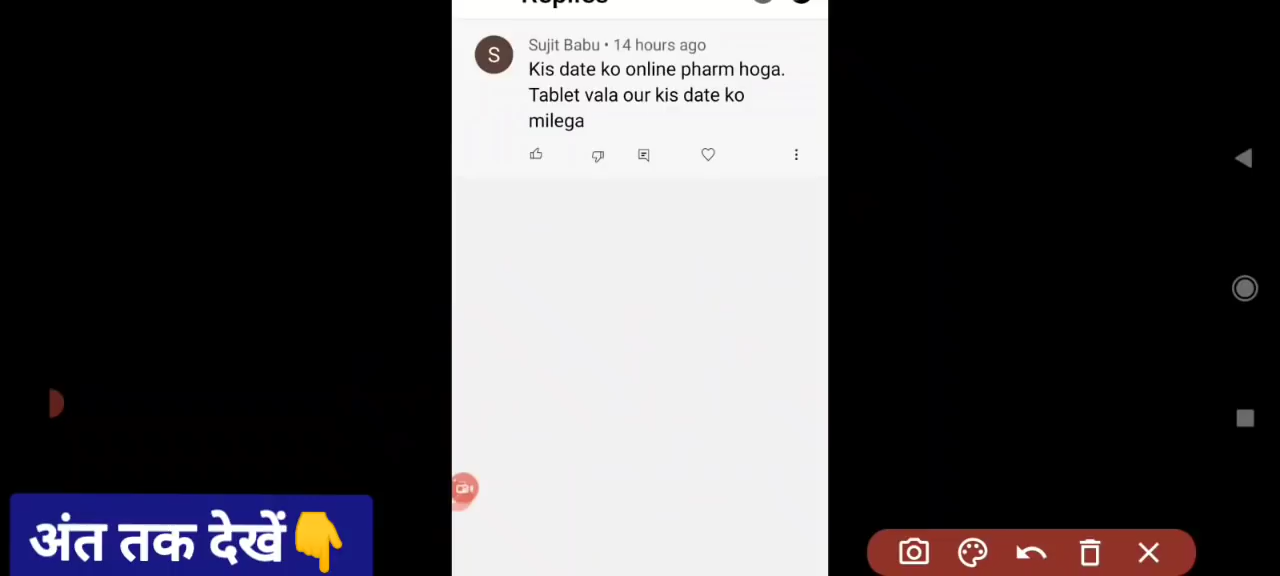 Replies
S
Sujit Babu • 14 hours ago
Kis date ko online pharm hoga.
Tablet vala our kis date ko
milega
अंत तक देखें👇